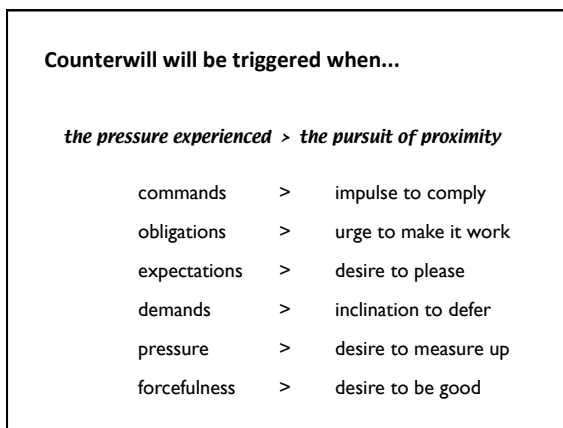 Counterwill will be triggered when...
the pressure experienced > the pursuit of proximity
commands > impulse to comply
obligations > urge to make it work
expectations > desire to please
demands > inclination to defer
pressure > desire to measure up
forcefulness > desire to be good